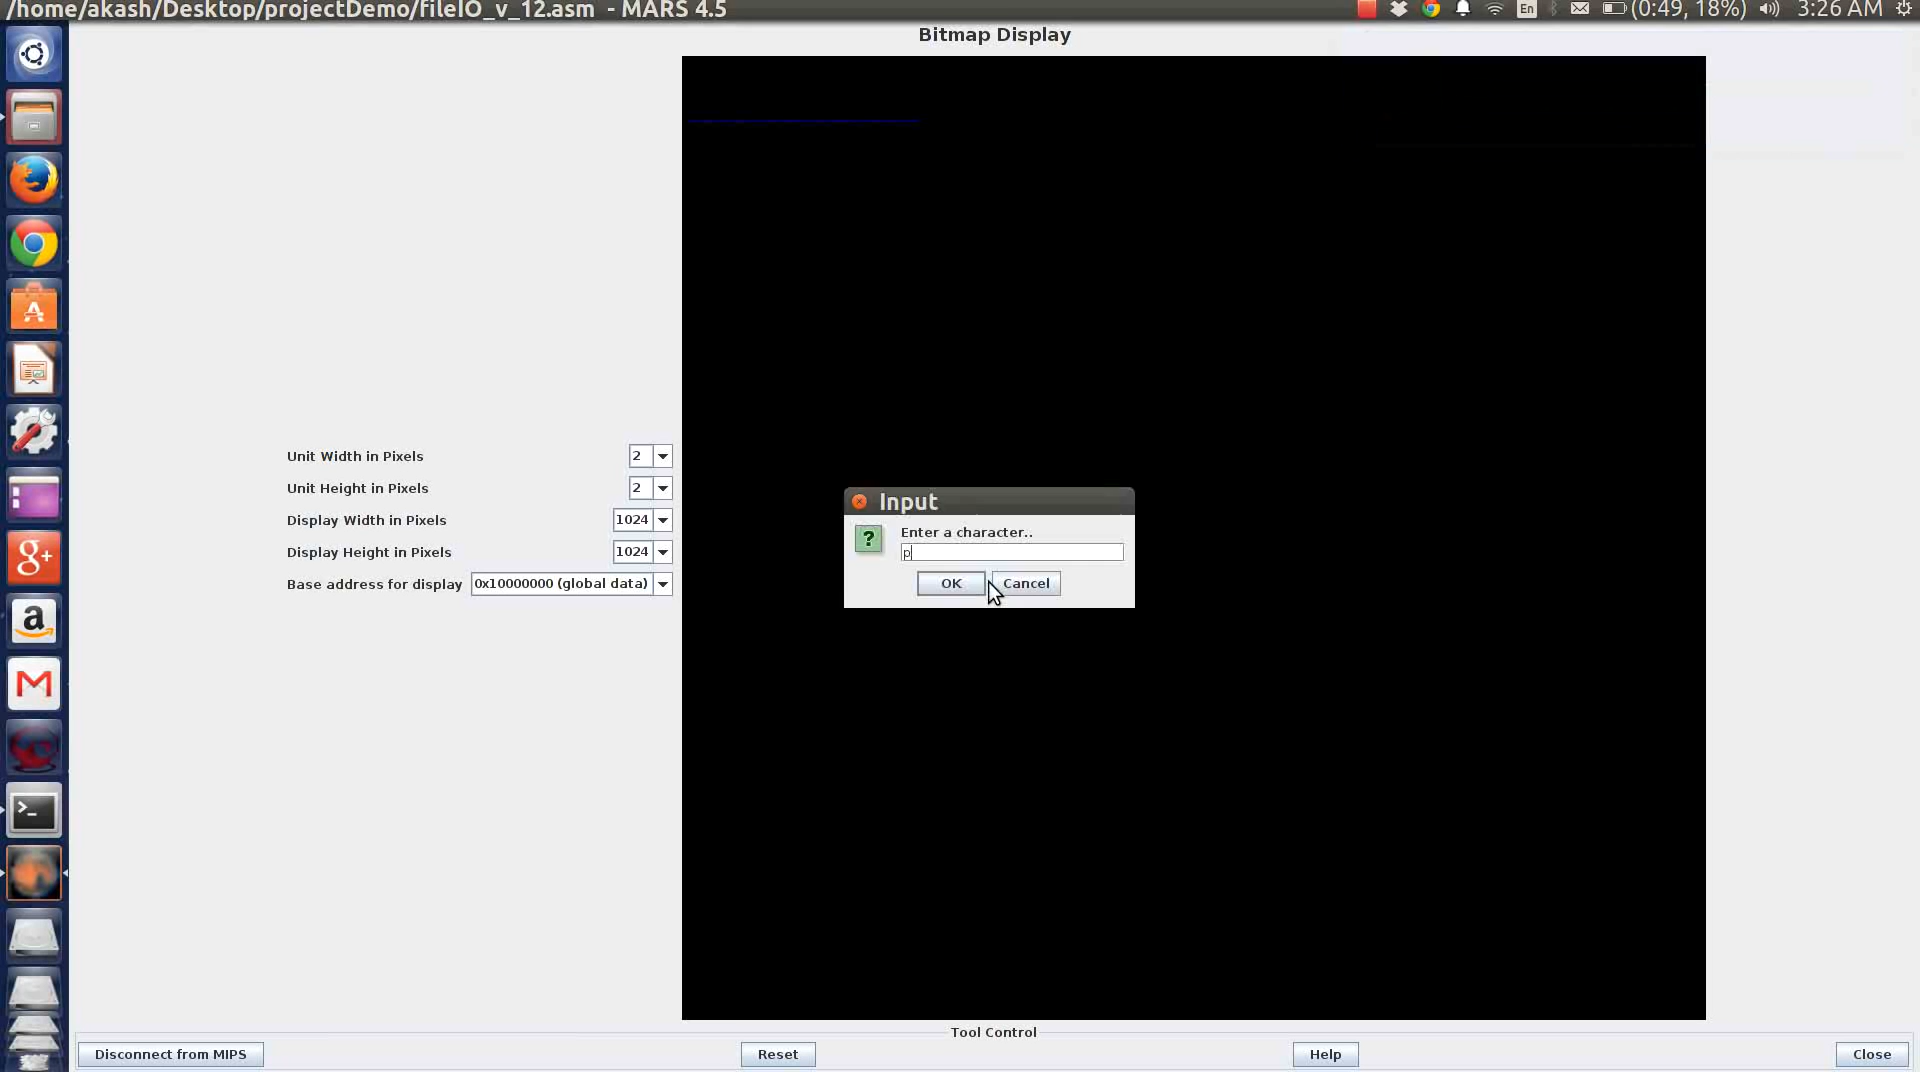 /home/akash/Desktop/projectDemo/fileIO_v_12.asm - MARS 4.5
En
(0:49, 18%)
3:26 AM
Bitmap Display
Unit Width in Pixels
2
Unit Height in Pixels
2
Display Width in Pixels
1024
Display Height in Pixels
1024
Base address for display
0x10000000 (global data)
Input
?
Enter a character..
p
OK
Cancel
A
g+
a
M
>_
Tool Control
Disconnect from MIPS
Reset
Help
Close